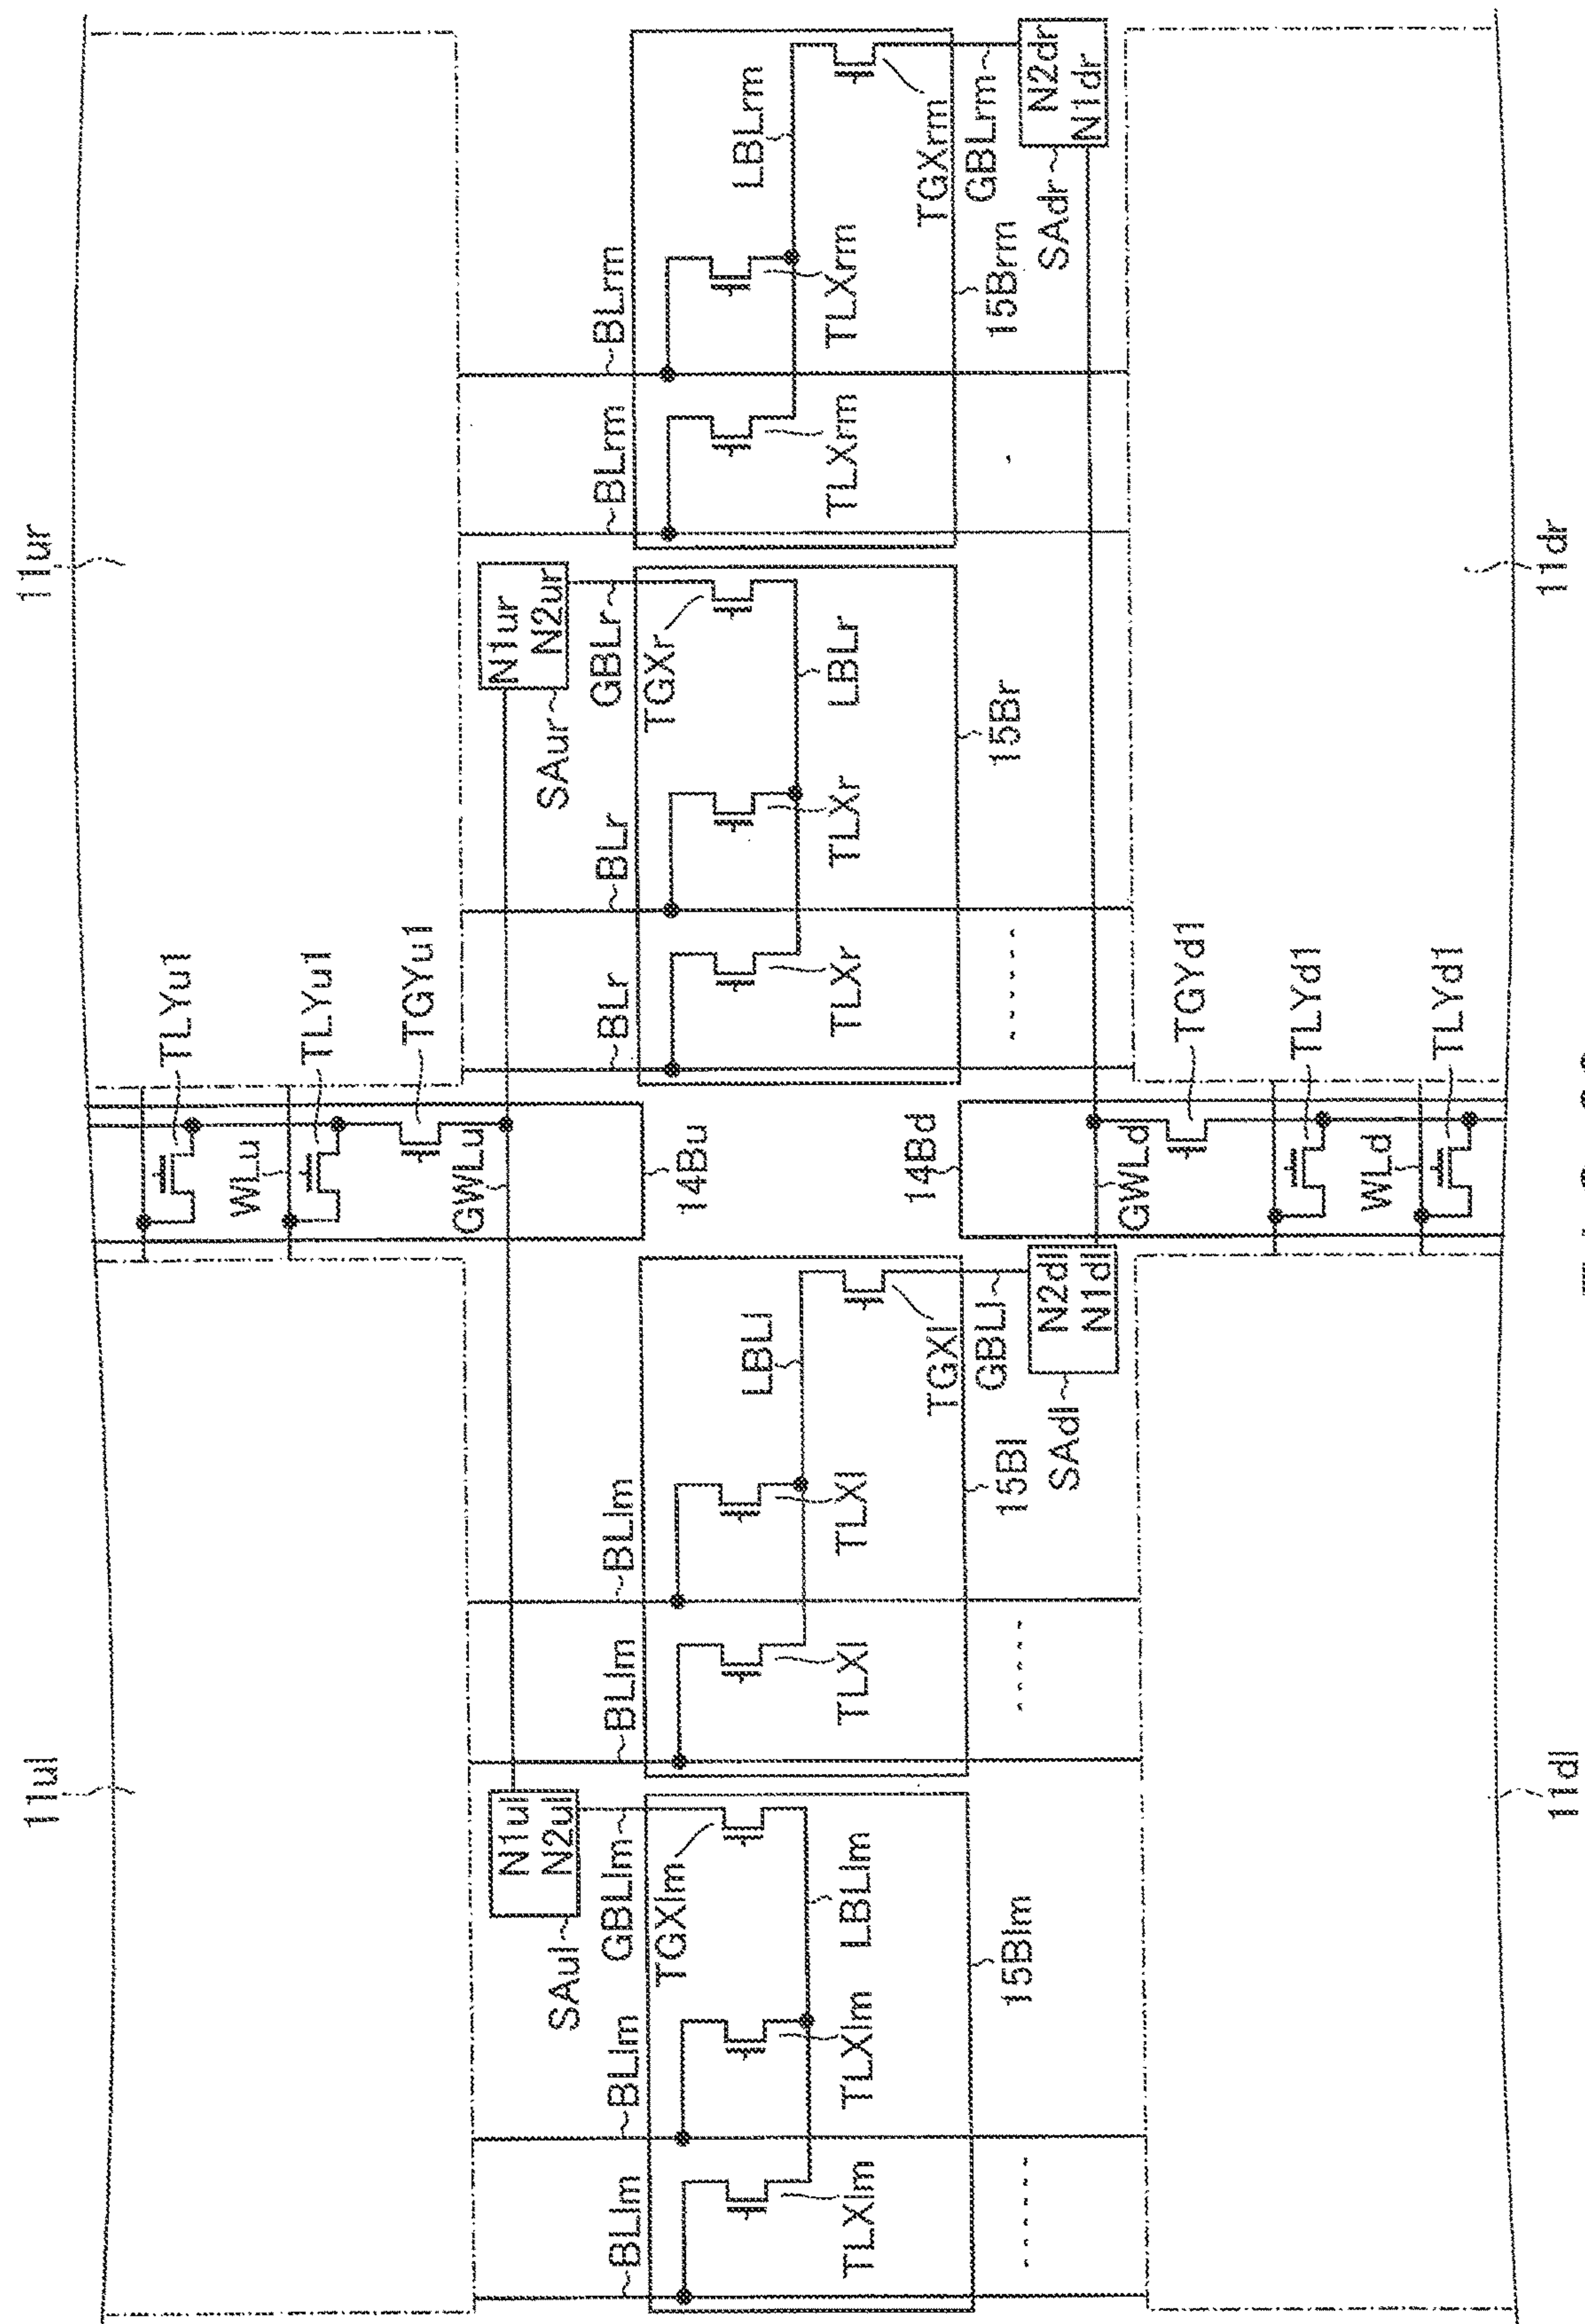 11ul
11ur
TLYu1
WLu
TLYu1
TGYu1
GWLu
N1ul
N2ul
N1ur
N2ur
SAul
SAur
BLlm
BLlm
GBLlm
BLlm
BLlm
BLr
BLr
GBLr
BLrm
BLrm
TGXlm
TGXr
14Bu
LBLl
LBLrm
TLXlm
TLXlm
LBLlm
TLXl
TLXl
TLXr
TLXr
LBLr
TLXrm
TLXrm
14Bd
TGXl
TGXrm
GBLl
GBLrm
15Blm
15Bl
15Br
15Brm
N2dl
N1dl
N2dr
N1dr
SAdl
SAdr
GWLd
TGYd1
TLYd1
WLd
TLYd1
11dl
11dr